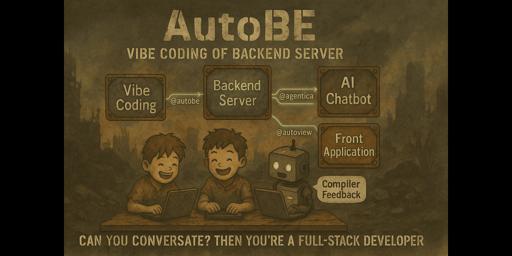 AutoBE
VIBE CODING OF BACKEND SERVER
Vibe
Coding
@autobe
Backend
Server
@agentica
AI
Chatbot
@autoview
Front
Application
Compiler
Feedback
CAN YOU CONVERSATE? THEN YOU'RE A FULL-STACK DEVELOPER